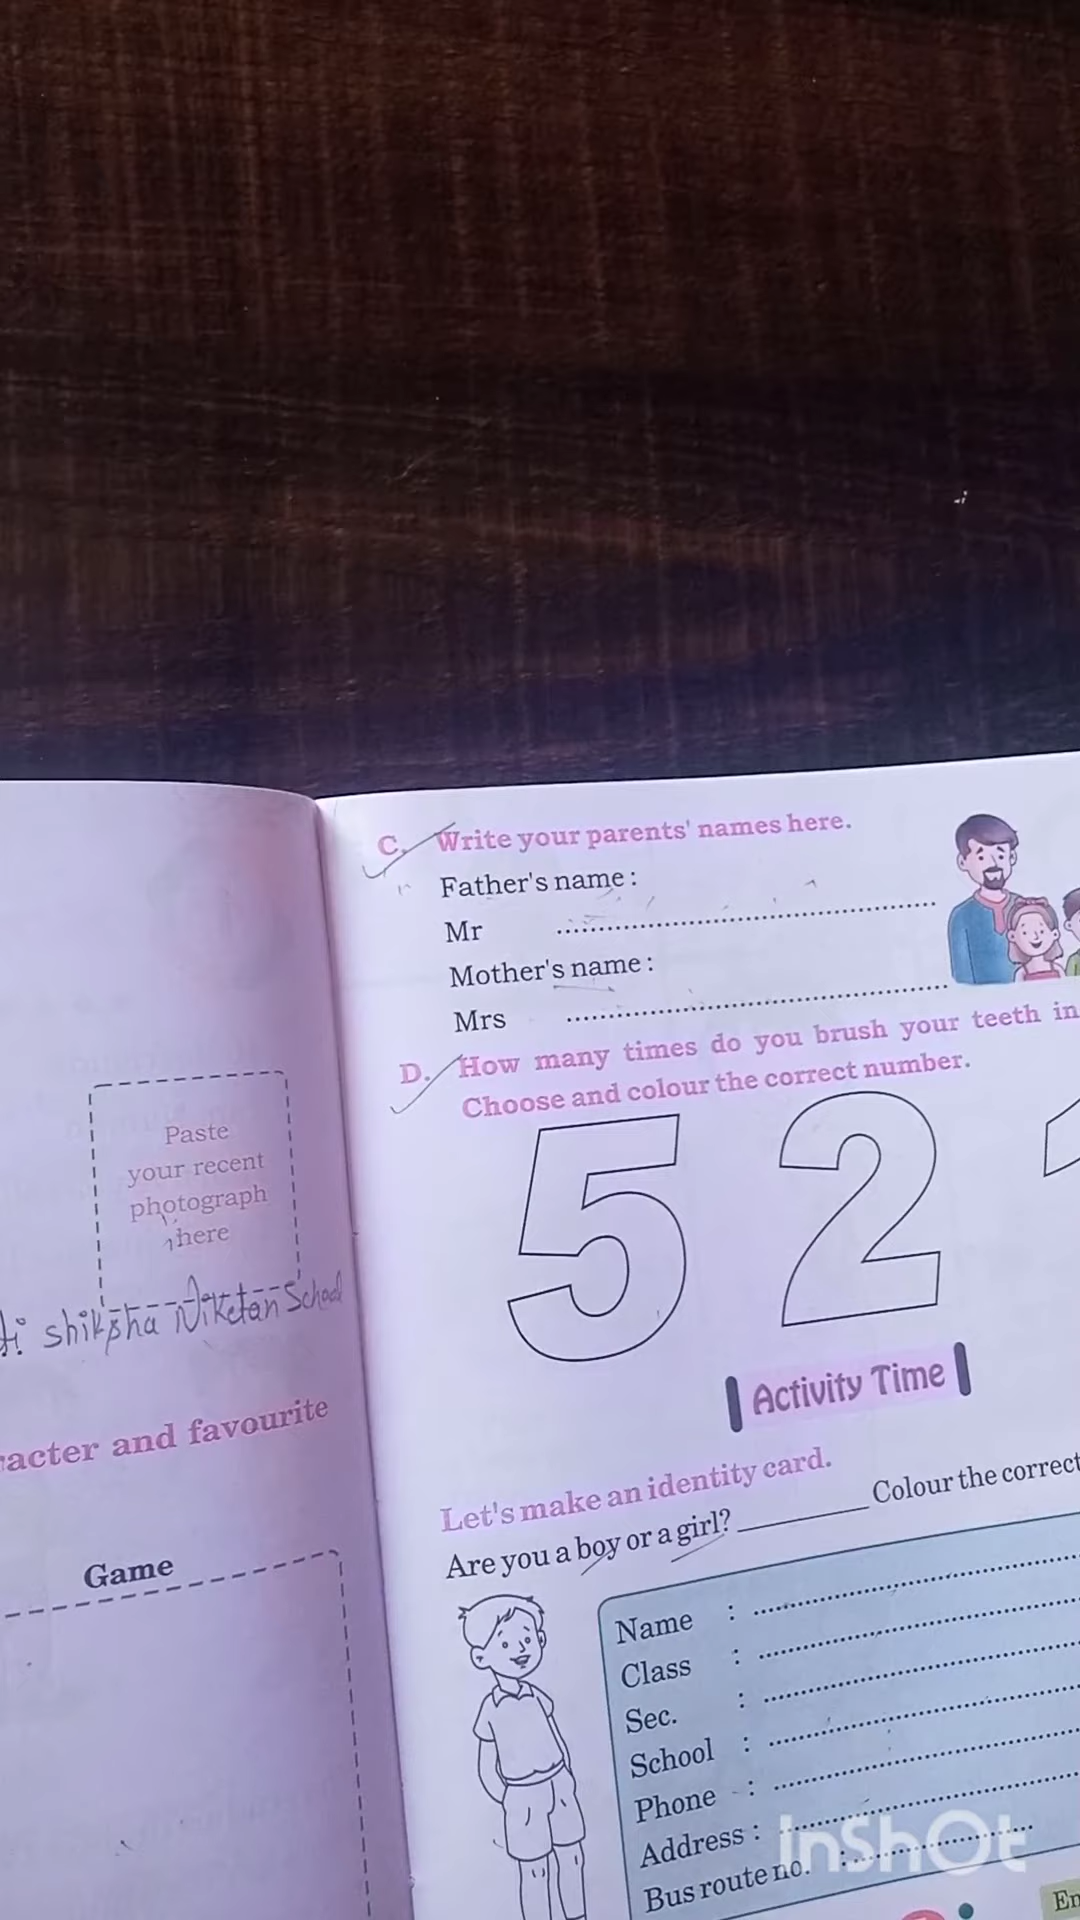 Paste
your recent
photograph
here
shiksha Niketan School
acter and favourite
Game
C. Write your parents' names here.
Father's name :
Mr
Mother's name :
Mrs
D. How many times do you brush your teeth in
Choose and colour the correct number.
5 2
Activity Time
Let's make an identity card.
Are you a boy or a girl? Colour the correct
Name :
Class :
Sec. :
School :
Phone :
Address :
Bus route no. :
InShOt
En